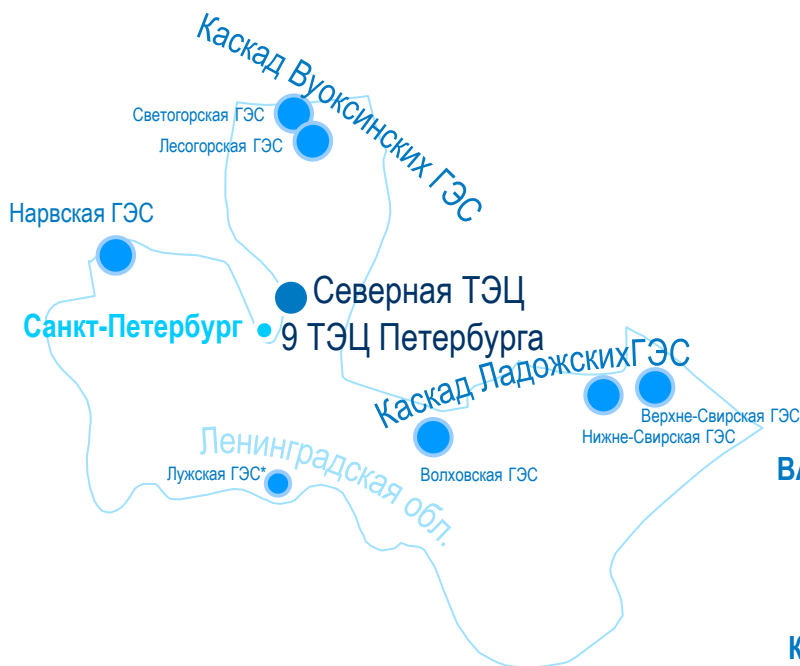 Каскад Вуоксинских ГЭС
Светогорская ГЭС
Лесогорская ГЭС
Нарвская ГЭС
Северная ТЭЦ
Санкт-Петербург
9 ТЭЦ Петербурга
Каскад ЛадожскихГЭС
Верхне-Свирская ГЭС
Нижне-Свирская ГЭС
Ленинградская обл.
Лужская ГЭС*
Волховская ГЭС